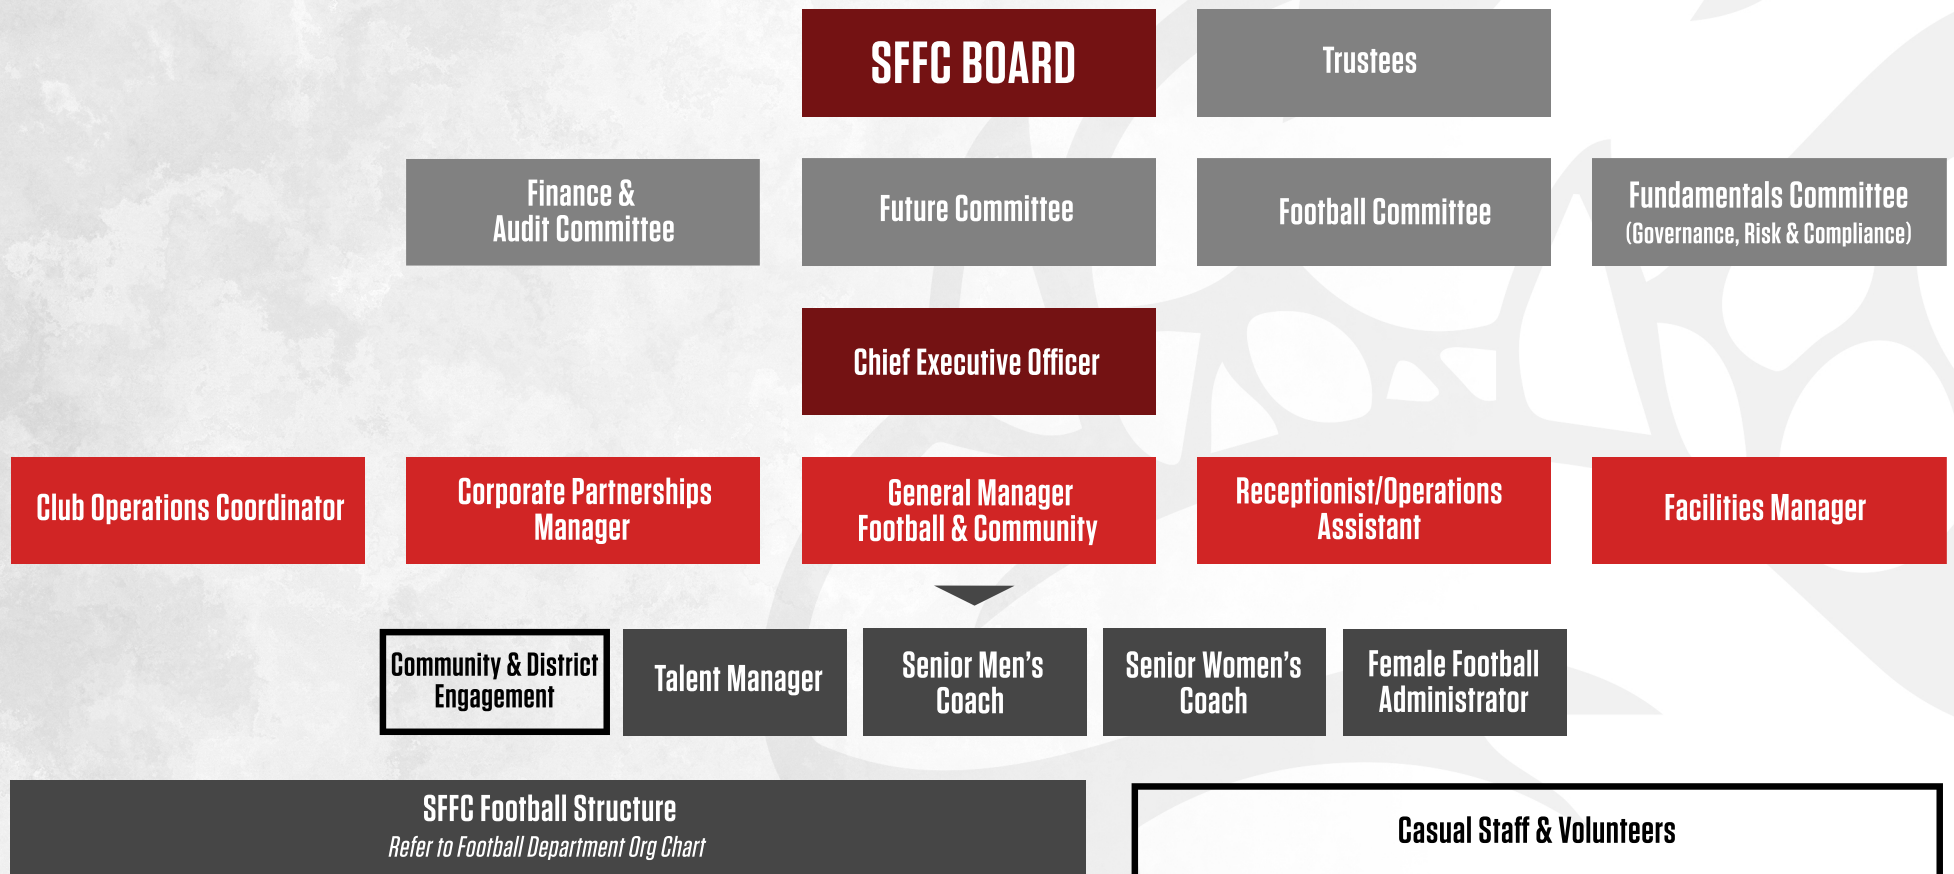 SFFC BOARD
Trustees
Finance &
Audit Committee
Future Committee
Football Committee
Fundamentals Committee
(Governance, Risk & Compliance)
Chief Executive Officer
Club Operations Coordinator
Corporate Partnerships
Manager
General Manager
Football & Community
Receptionist/Operations
Assistant
Facilities Manager
Community & District
Engagement
Talent Manager
Senior Men's
Coach
Senior Women's
Coach
Female Football
Administrator
SFFC Football Structure
Refer to Football Department Org Chart
Casual Staff & Volunteers